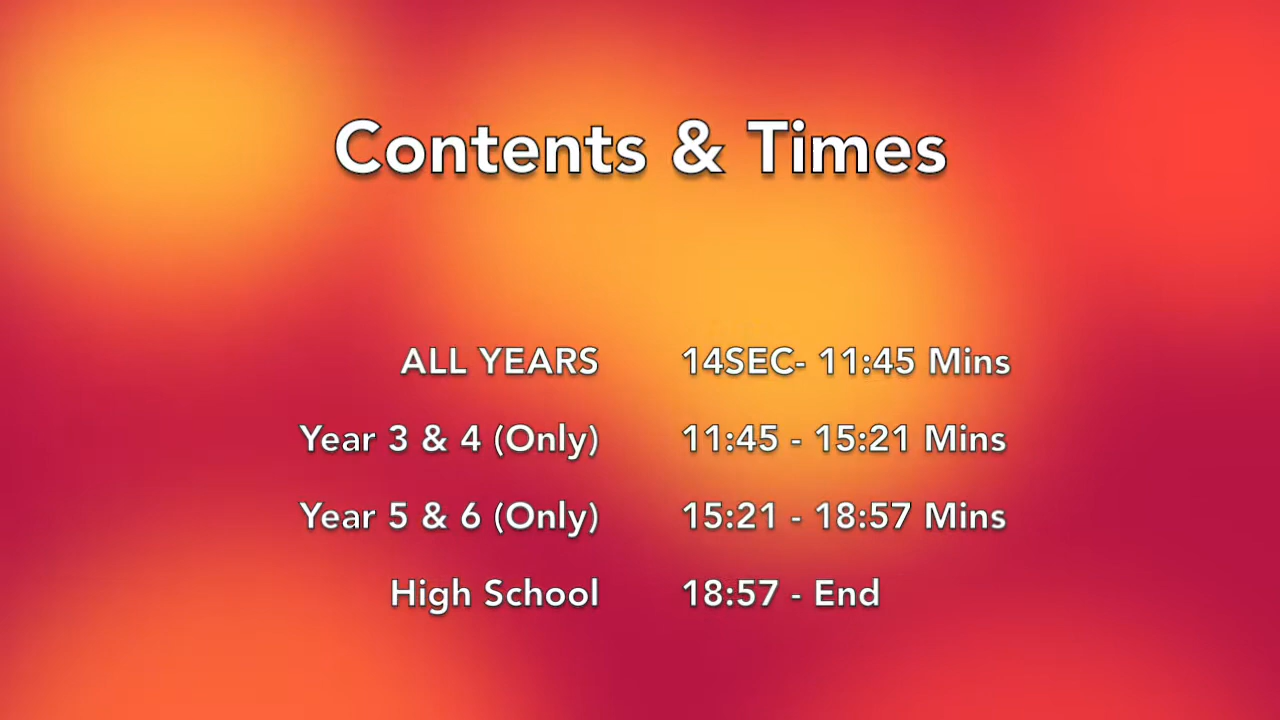 Contents & Times
ALL YEARS 14SEC- 11:45 Mins
Year 3 & 4 (Only) 11:45 - 15:21 Mins
Year 5 & 6 (Only) 15:21 - 18:57 Mins
High School 18:57 - End